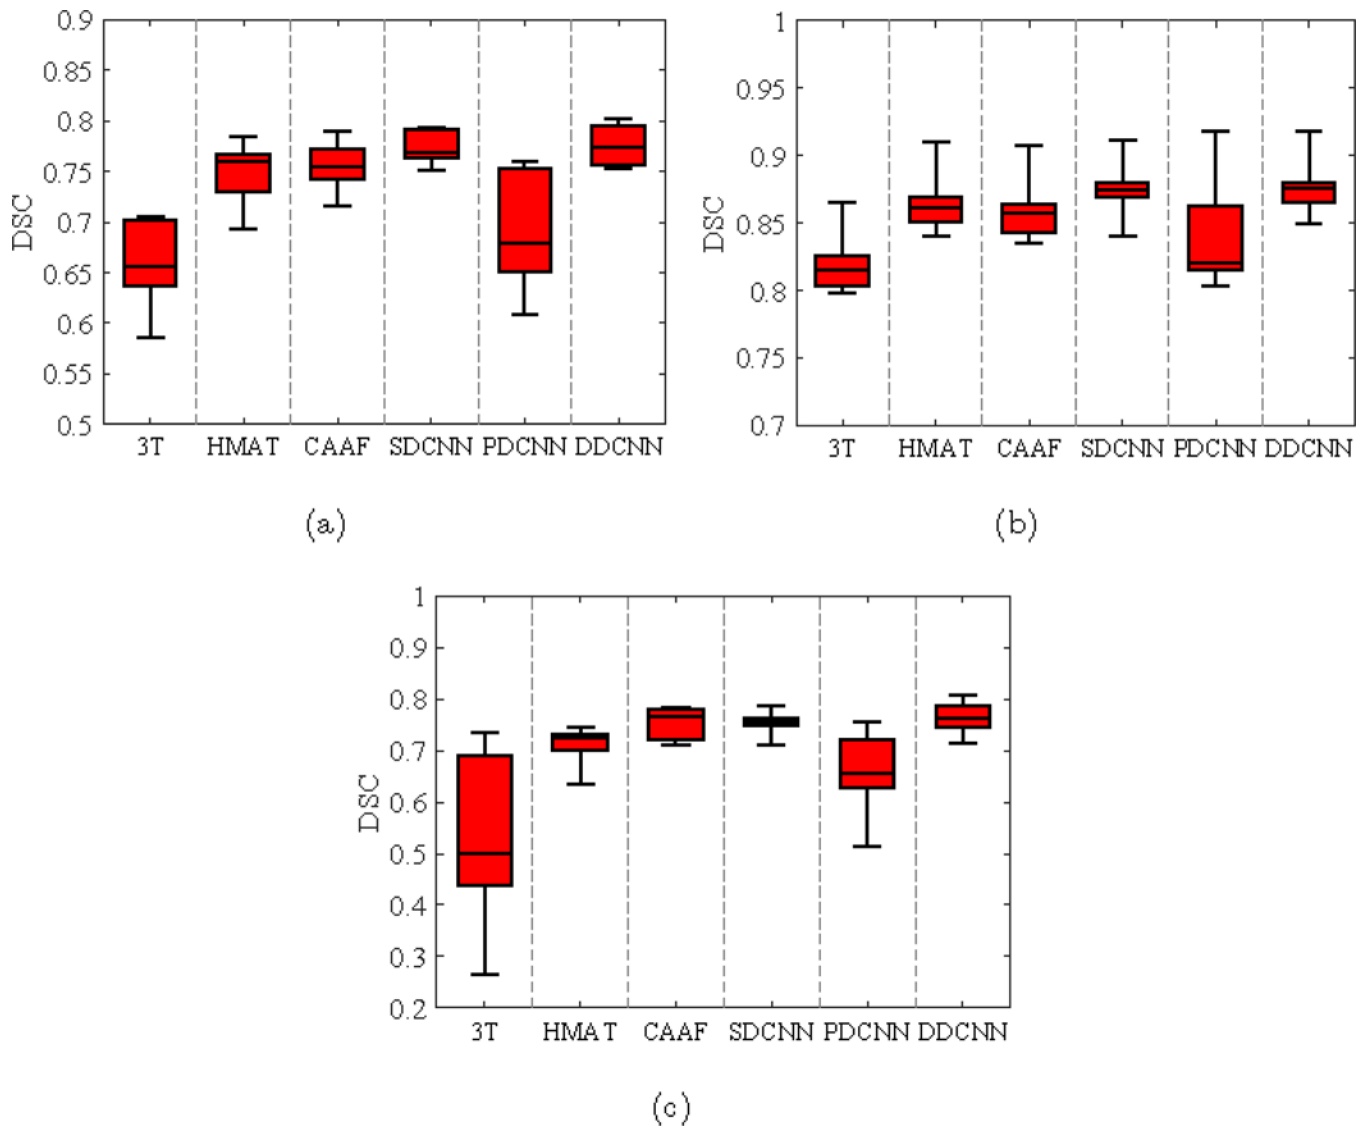 0.9
0.85
0.8
0.75
0.7
0.65
0.6
0.55
0.5
DSC
3T HMAT CAAF SDCNN PDCNN DDCNN
(a)
1
0.95
0.9
0.85
0.8
0.75
0.7
DSC
3T HMAT CAAF SDCNN PDCNN DDCNN
(b)
1
0.9
0.8
0.7
0.6
0.5
0.4
0.3
0.2
DSC
3T HMAT CAAF SDCNN PDCNN DDCNN
(c)